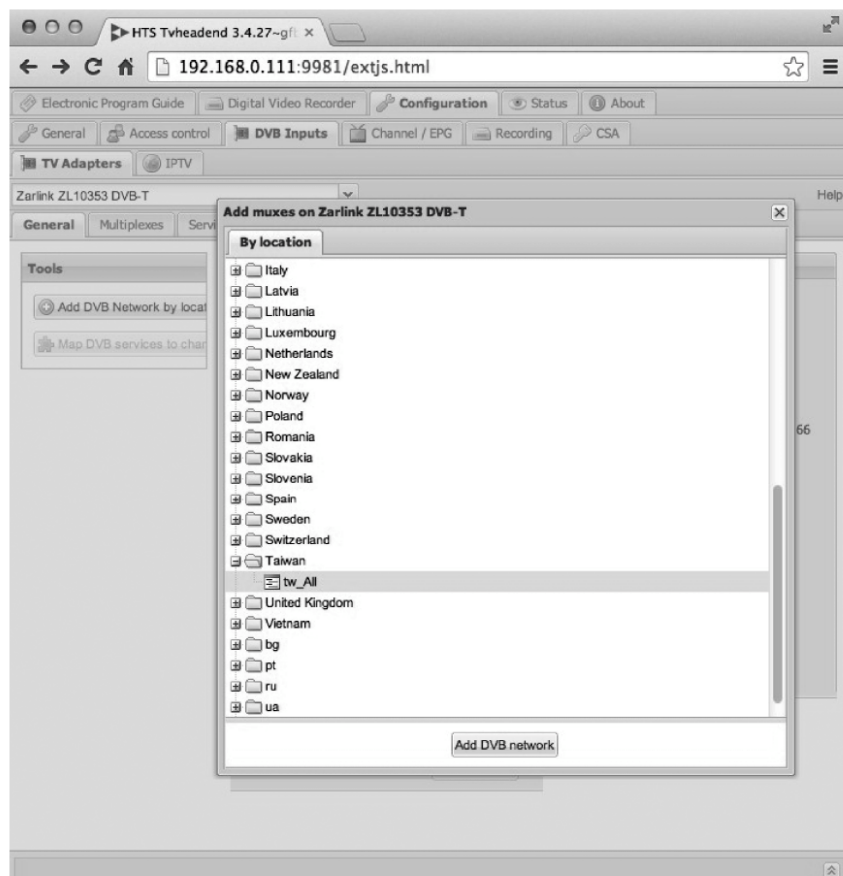 HTS Tvheadend 3.4.27~gf
192.168.0.111:9981/extjs.html
Electronic Program Guide Digital Video Recorder Configuration Status About
General Access control DVB Inputs Channel / EPG Recording CSA
TV Adapters IPTV
Zarlink ZL10353 DVB-T Help
General Multiplexes Servi
Add muxes on Zarlink ZL10353 DVB-T
By location
Tools
Add DVB Network by locat
Map DVB services to char
Italy
Latvia
Lithuania
Luxembourg
Netherlands
New Zealand
Norway
Poland
Romania
66
Slovakia
Slovenia
Spain
Sweden
Switzerland
Taiwan
tw_All
United Kingdom
Vietnam
bg
pt
ru
ua
Add DVB network